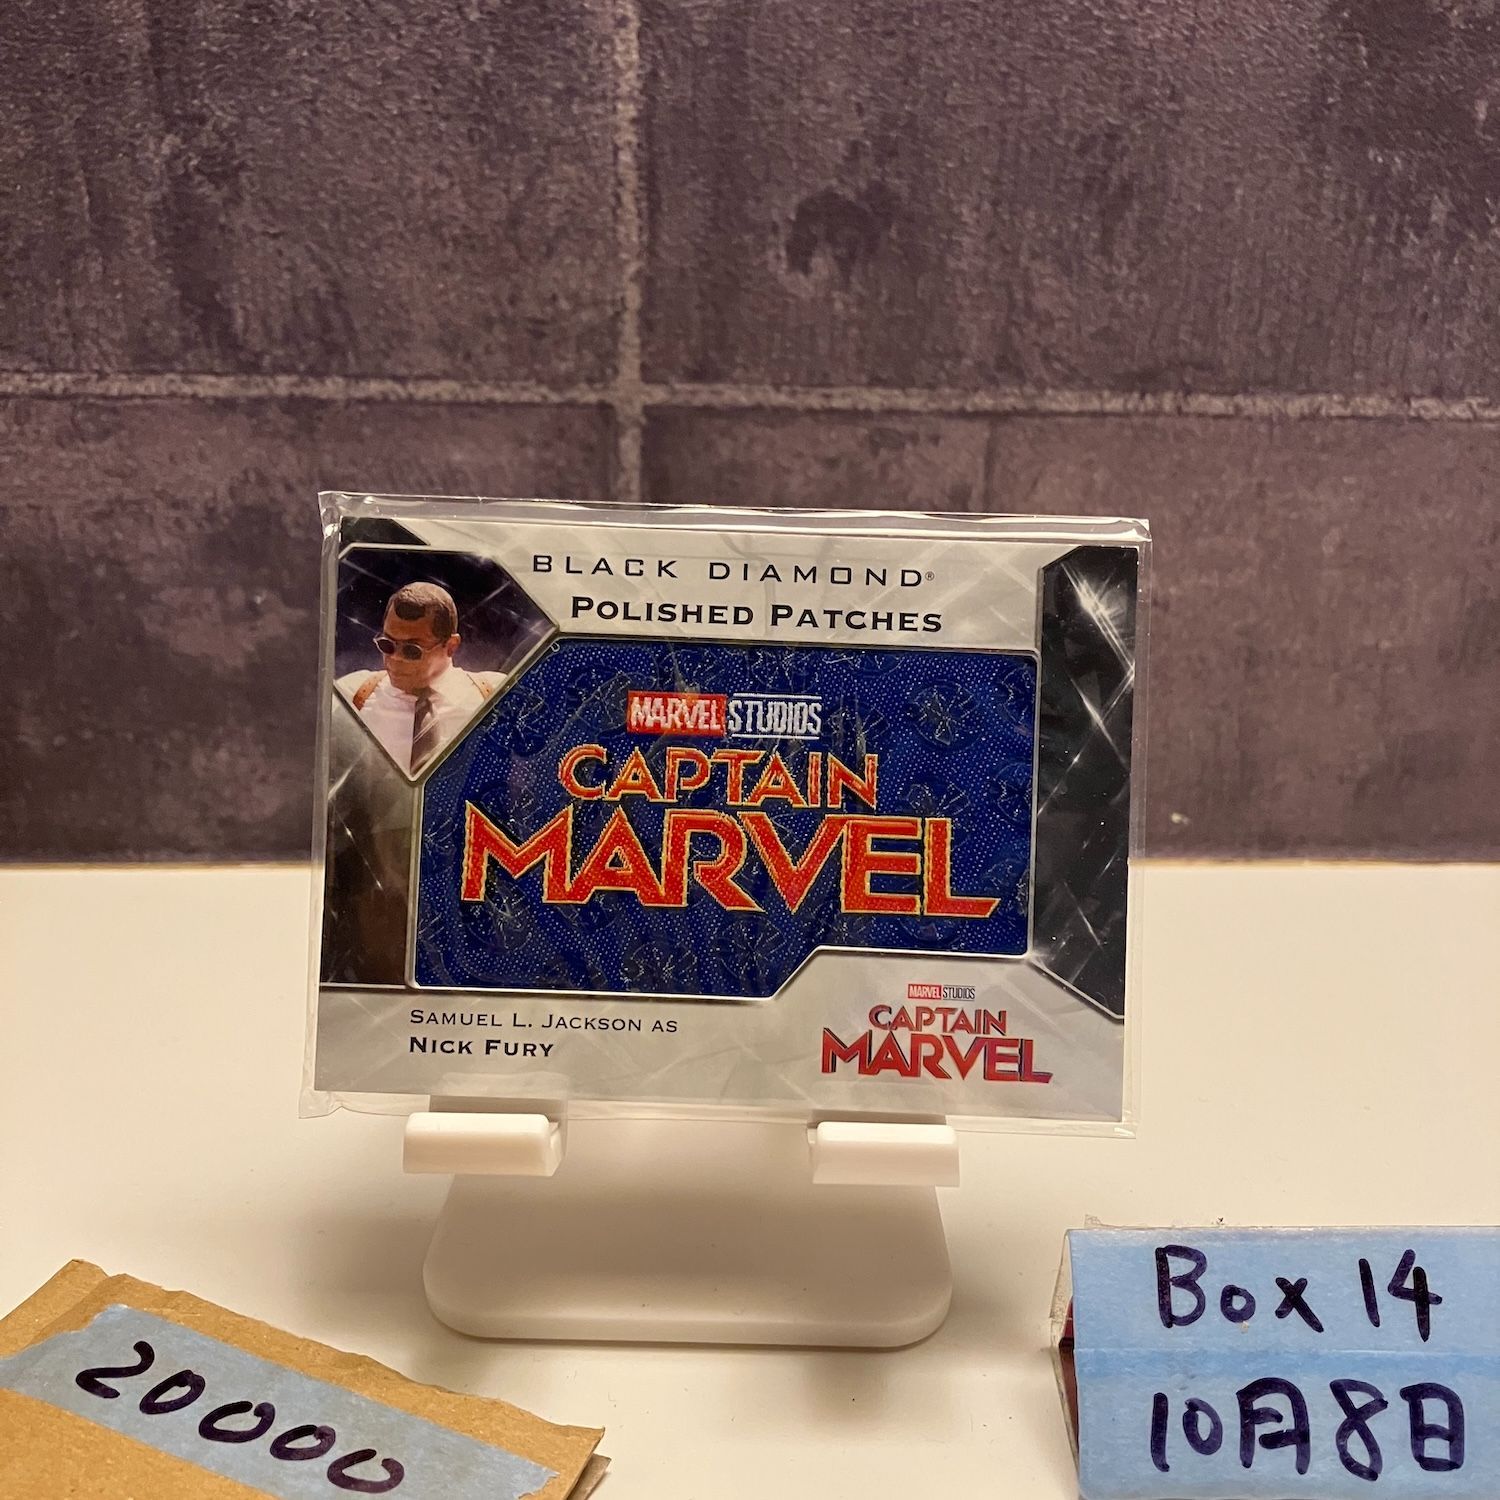 BLACK DIAMOND®
POLISHED PATCHES
MARVEL STUDIOS
CAPTAIN
MARVEL
SAMUEL L. JACKSON AS
NICK FURY
MARVEL STUDIOS
CAPTAIN
MARVEL
20000
Box 14
10月8日